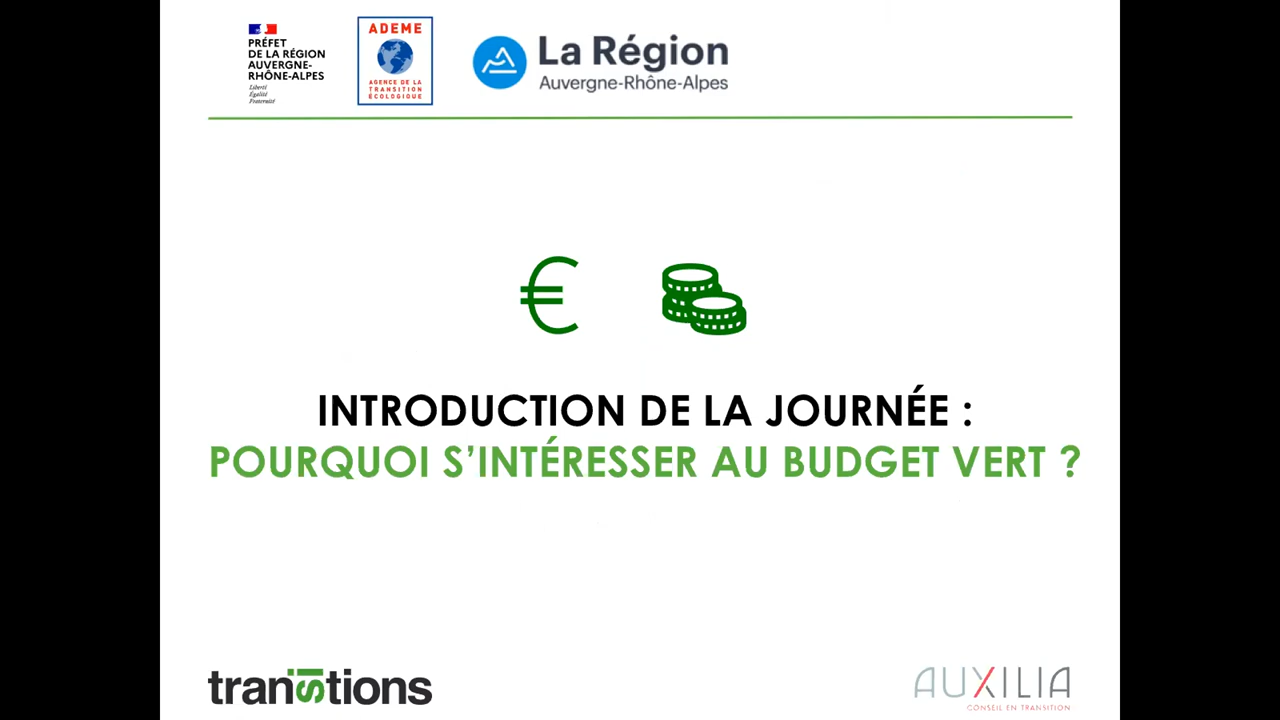 PRÉFET
DE LA RÉGION
AUVERGNE-
RHÔNE-ALPES
Liberté
Égalité
Fraternité
ADEME
AGENCE DE LA
TRANSITION
ÉCOLOGIQUE
La Région
Auvergne-Rhône-Alpes
€
INTRODUCTION DE LA JOURNÉE :
POURQUOI S’INTÉRESSER AU BUDGET VERT ?
transitions
AUXILIA
CONSEIL EN TRANSITION